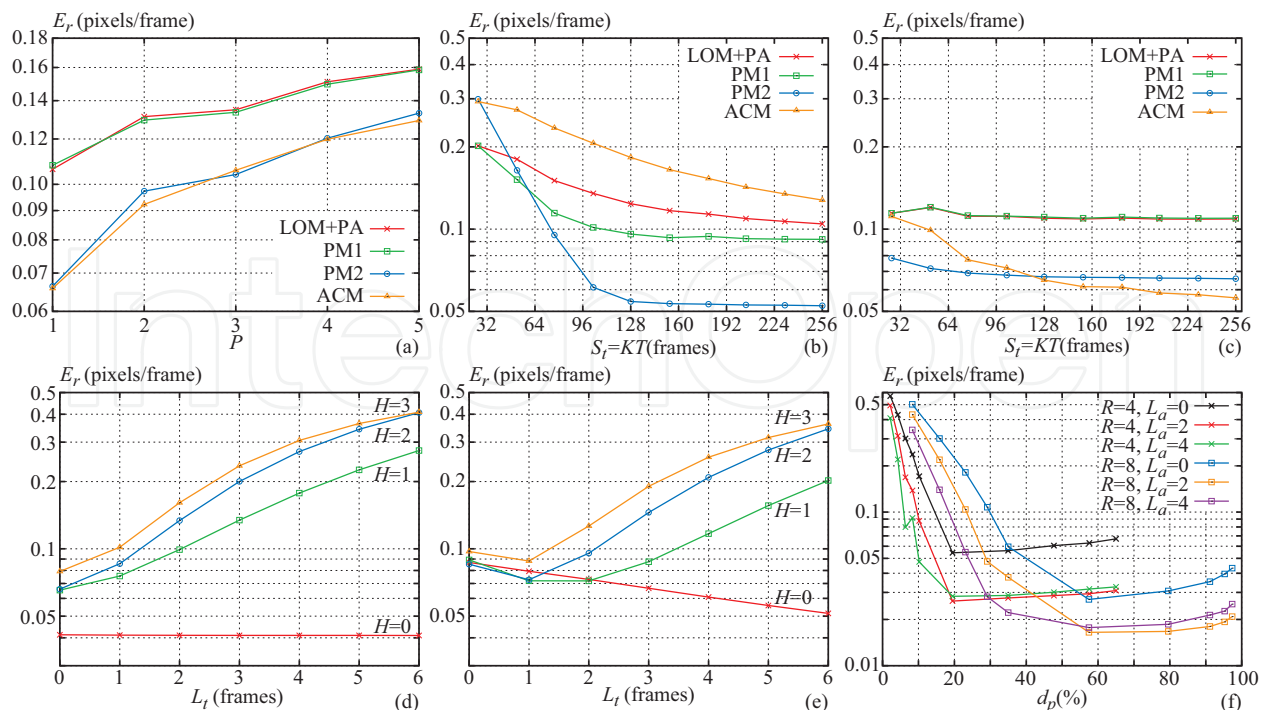 E_r (pixels/frame)
0.18
0.16
0.14
0.12
0.10
0.09
0.08
0.07
0.06
LOM+PA
PM1
PM2
ACM
1 2 3 4 5
P
(a)
E_r (pixels/frame)
0.5
0.4
0.3
0.2
0.1
0.05
LOM+PA
PM1
PM2
ACM
32 64 96 128 160 192 224 256
S_t=KT(frames)
(b)
E_r (pixels/frame)
0.5
0.4
0.3
0.2
0.1
0.05
LOM+PA
PM1
PM2
ACM
32 64 96 128 160 192 224 256
S_t=KT(frames)
(c)
E_r (pixels/frame)
0.5
0.4
0.3
0.2
0.1
0.05
H=3
H=2
H=1
H=0
0 1 2 3 4 5 6
L_t (frames)
(d)
E_r (pixels/frame)
0.5
0.4
0.3
0.2
0.1
0.05
H=3
H=2
H=1
H=0
0 1 2 3 4 5 6
L_t (frames)
(e)
E_r (pixels/frame)
0.5
0.1
0.05
0.01
R=4, L_a=0
R=4, L_a=2
R=4, L_a=4
R=8, L_a=0
R=8, L_a=2
R=8, L_a=4
0 20 40 60 80 100
d_p(%)
(f)
IntechOpen